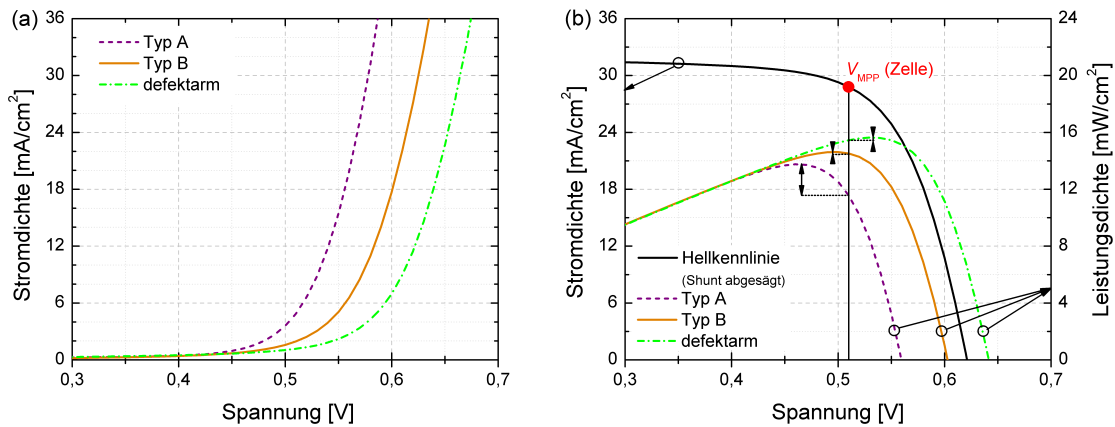 (a)
Stromdichte [mA/cm²]
36
30
24
18
12
6
0
Typ A
Typ B
defektarm
0,3
0,4
0,5
0,6
0,7
Spannung [V]
(b)
Stromdichte [mA/cm²]
36
30
24
18
12
6
0
V_MPP (Zelle)
Hellkennlinie
(Shunt abgesägt)
Typ A
Typ B
defektarm
24
20
16
12
8
4
0
Leistungsdichte [mW/cm²]
0,3
0,4
0,5
0,6
0,7
Spannung [V]